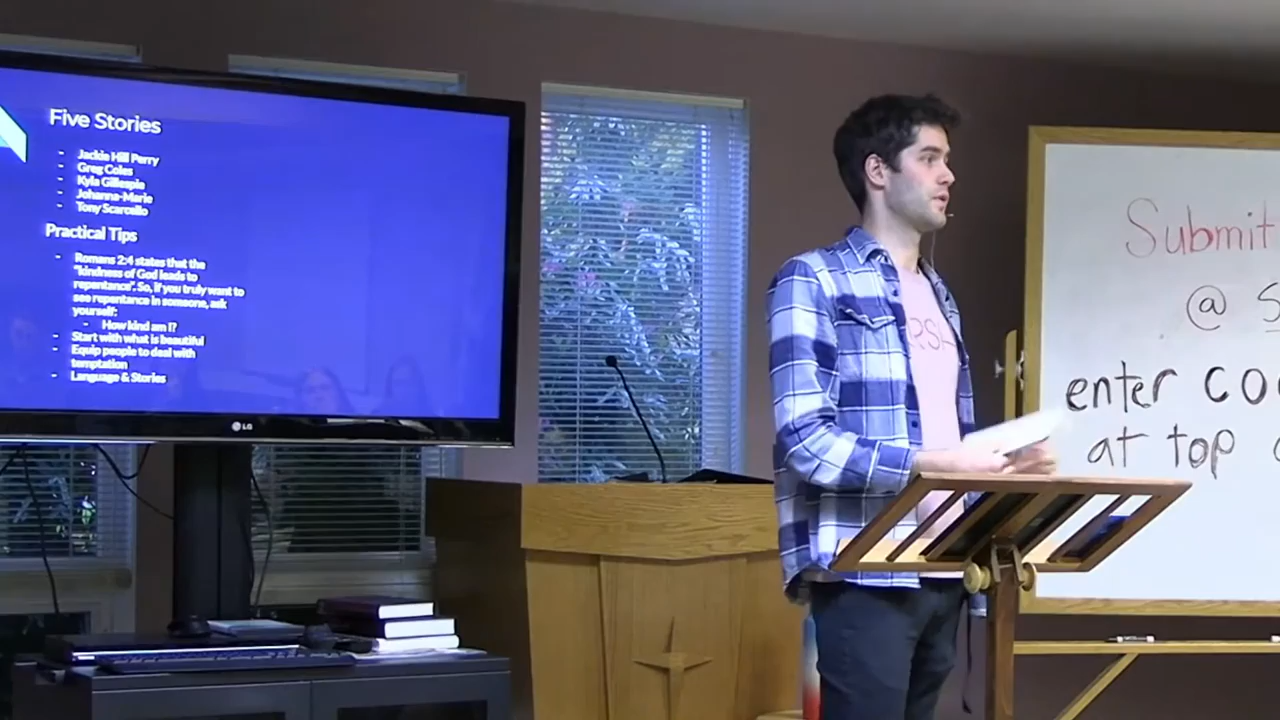 Five Stories
- Jackie Hill Perry
- Greg Coles
- Kyla Gillespie
- Johanna-Marie
- Tony Scarcello
Practical Tips
- Romans 2:4 states that the
"kindness of God leads to
repentance". So, if you truly want to
see repentance in someone, ask
yourself:
- How kind am I?
- Start with what is beautiful
- Equip people to deal with
temptation
- Language & Stories
LG
Submit
@ S
enter co
at top